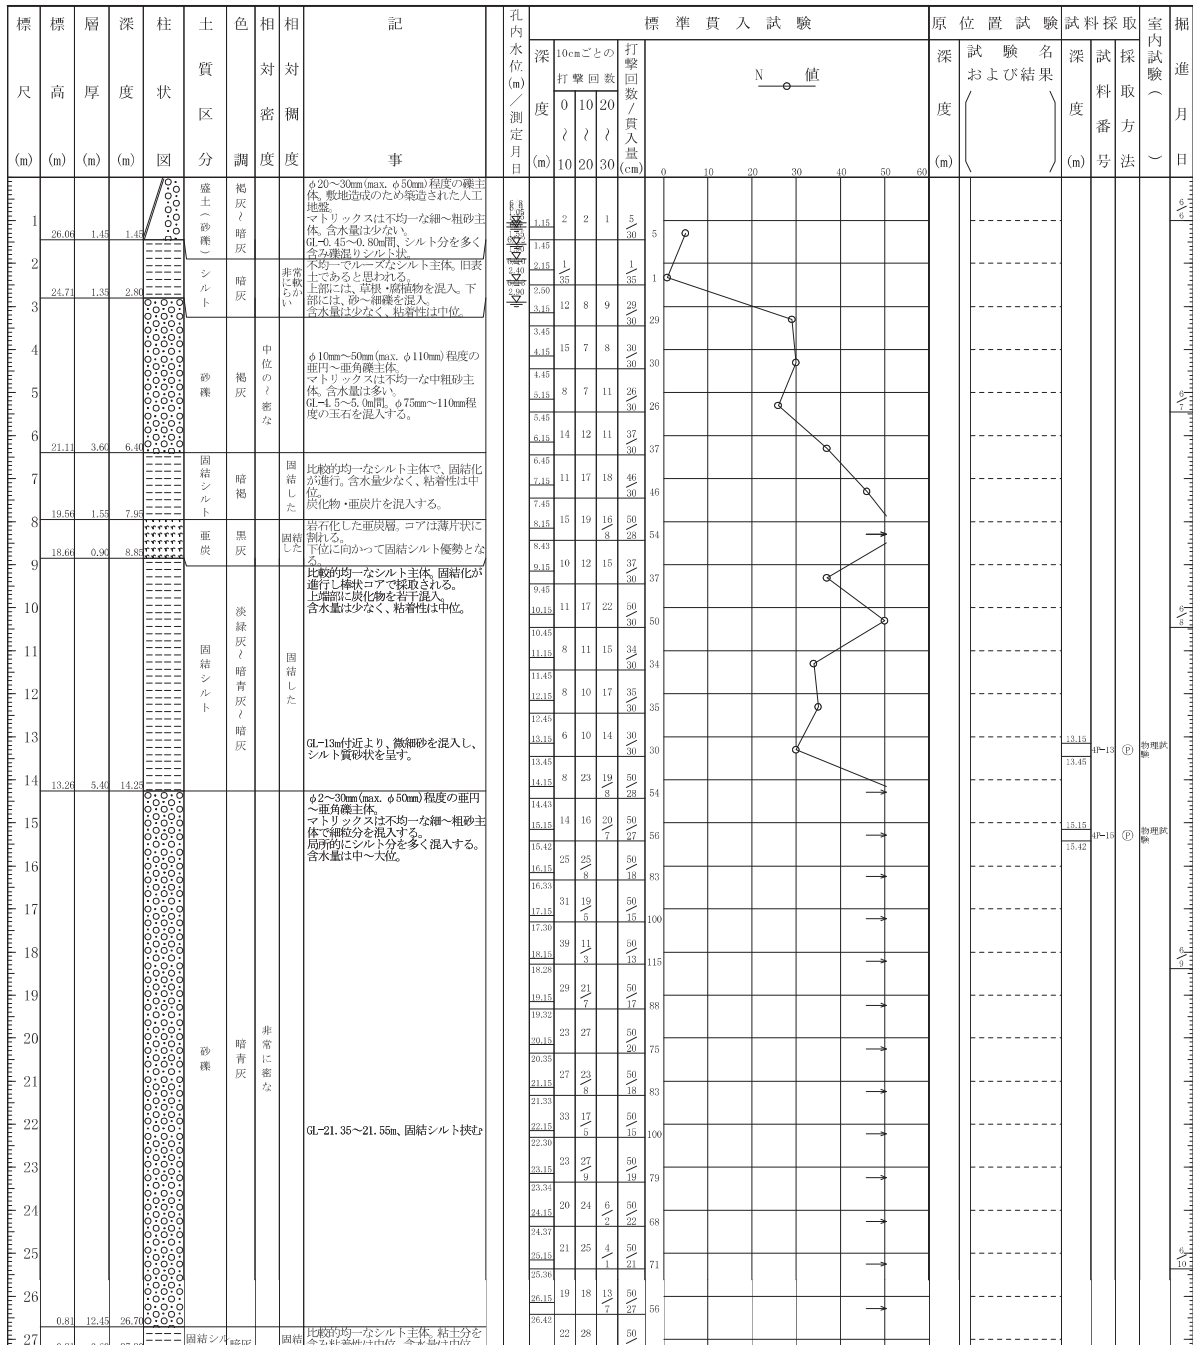 標尺(m) 標高(m) 層厚(m) 深度(m) 柱状図 土質区分 色調 相対密度 相対稠度 記事 孔内水位(m)/測定月日 標準貫入試験 原位置試験 試料採取 室内試験( ) 掘進月日
深度(m) 10cmごとの打撃回数 0~10 10~20 20~30 打撃回数/貫入量(cm) N値 0 10 20 30 40 50 60
深度(m) 試験名および結果 深度(m) 試料番号 採取方法
26.06 1.45 1.45 盛土(砂礫) 褐灰~暗灰
φ20~30mm(max. φ50mm)程度の礫主
体。敷地造成のため築造された人工
地盤。
マトリックスは不均一な細~粗砂主
体。含水量は少ない。
GL-0.45~0.80m間、シルト分を多く
含み礫混りシルト状。
24.71 1.35 2.80 シルト 暗灰 非常に軟らかい
不均一でルーズなシルト主体。旧表
土であると思われる。
上部には、草根・腐植物を混入。下
部には、砂~細礫を混入。
含水量は少なく、粘着性は中位。
21.11 3.60 6.40 砂礫 褐灰 中位の~密な
φ10mm~50mm(max. φ110mm)程度の
亜円~亜角礫主体。
マトリックスは不均一な中粗砂主
体。含水量は多い。
GL-4.5~5.0m間。φ75mm~110mm程
度の玉石を混入する。
19.56 1.55 7.95 固結シルト 暗褐 固結した
比較的均一なシルト主体で、固結化
が進行。含水量少なく、粘着性は中
位。
炭化物・亜炭片を混入する。
18.66 0.90 8.85 亜炭 黒灰 固結した
岩石化した亜炭層。コアは薄片状に
割れる。
下位に向かって固結シルト優勢とな
る。
13.26 5.40 14.25 固結シルト 淡緑灰~暗青灰~暗灰 固結した
比較的均一なシルト主体。固結化が
進行し棒状コアで採取される。
上端部に炭化物を若干混入。
含水量は少なく、粘着性は中位。
GL-13m付近より、微細砂を混入し、
シルト質砂状を呈す。
0.81 12.45 26.70 砂礫 暗青灰 非常に密な
φ2~30mm(max. φ50mm)程度の亜円
~亜角礫主体。
マトリックスは不均一な細~粗砂主
体で細粒分を混入する。
局所的にシルト分を多く混入する。
含水量は中~大位。
GL-21.35~21.55m、固結シルト挟む
固結シル 暗灰 固結
比較的均一なシルト主体。粘土分を
1 2 3 4 5 6 7 8 9 10 11 12 13 14 15 16 17 18 19 20 21 22 23 24 25 26 27
2.40
2.90
1.15 1.45 2 2 1 5/30 5
2.15 2.50 1/35 1/35 1
3.15 3.45 12 8 9 29/30 29
4.15 4.45 15 7 8 30/30 30
5.15 5.45 8 7 11 26/30 26
6.15 6.45 14 12 11 37/30 37
7.15 7.45 11 17 18 46/30 46
8.15 8.43 15 19 16/8 50/28 54
9.15 9.45 10 12 15 37/30 37
10.15 10.45 11 17 22 50/30 50
11.15 11.45 8 11 15 34/30 34
12.15 12.45 8 10 17 35/30 35
13.15 13.45 6 10 14 30/30 30
14.15 14.43 8 23 19/8 50/28 54
15.15 15.42 14 16 20/7 50/27 56
16.15 16.33 25 25/8 50/18 83
17.15 17.30 31 19/5 50/15 100
18.15 18.28 39 11/3 50/13 115
19.15 19.32 29 21/7 50/17 88
20.15 20.35 23 27 50/20 75
21.15 21.33 27 23/8 50/18 83
22.15 22.30 33 17/5 50/15 100
23.15 23.34 23 27/9 50/19 79
24.15 24.37 20 24 6/2 50/22 68
25.15 25.36 21 25 4/1 50/21 71
26.15 26.42 19 18 13/7 50/27 56
22 28 50
13.15 13.45 4P-13 Ⓟ 物理試験
15.15 15.42 4P-15 Ⓟ 物理試験
6/6
6/7
6/8
6/9
6/10